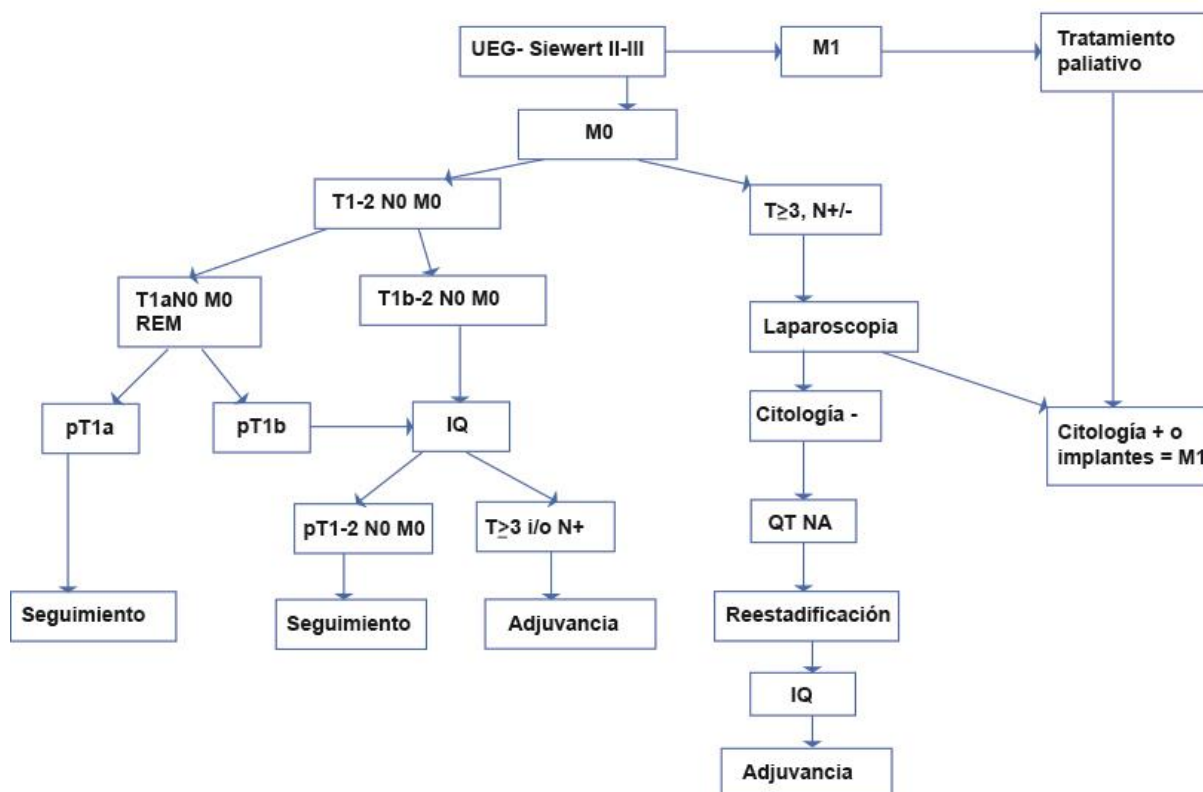 UEG- Siewert II-III
M1
Tratamiento
paliativo
M0
T1-2 N0 M0
T≥3, N+/-
T1aN0 M0
REM
T1b-2 N0 M0
Laparoscopia
pT1a
pT1b
IQ
Citología -
Citología + o
implantes = M1
pT1-2 N0 M0
T≥3 i/o N+
QT NA
Seguimiento
Seguimiento
Adjuvancia
Reestadificación
IQ
Adjuvancia